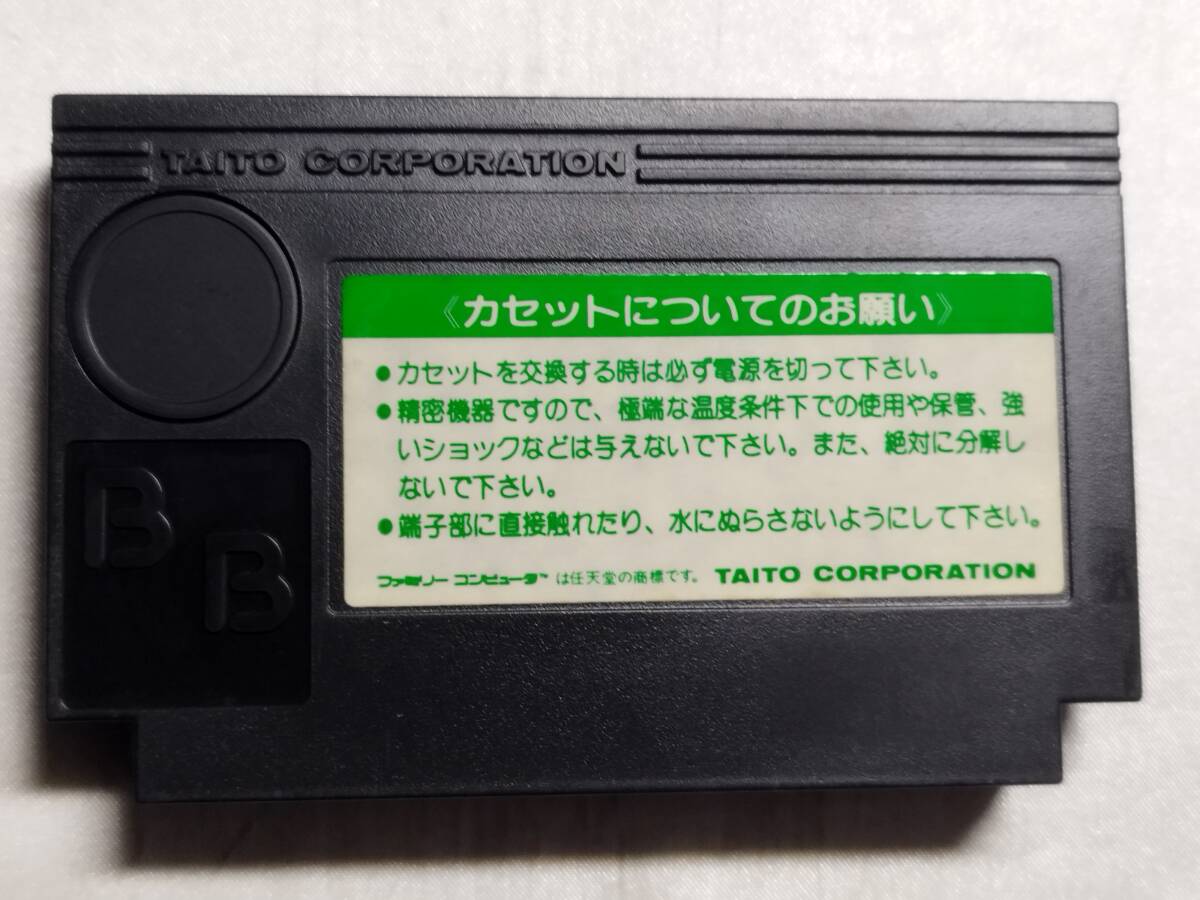 TAITO CORPORATION
《カセットについてのお願い》
●カセットを交換する時は必ず電源を切って下さい。
●精密機器ですので、極端な温度条件下での使用や保管、強
いショックなどは与えないで下さい。また、絶対に分解し
ないで下さい。
●端子部に直接触れたり、水にぬらさないようにして下さい。
ファミリー コンピュータ™ は任天堂の商標です。 TAITO CORPORATION
B
B